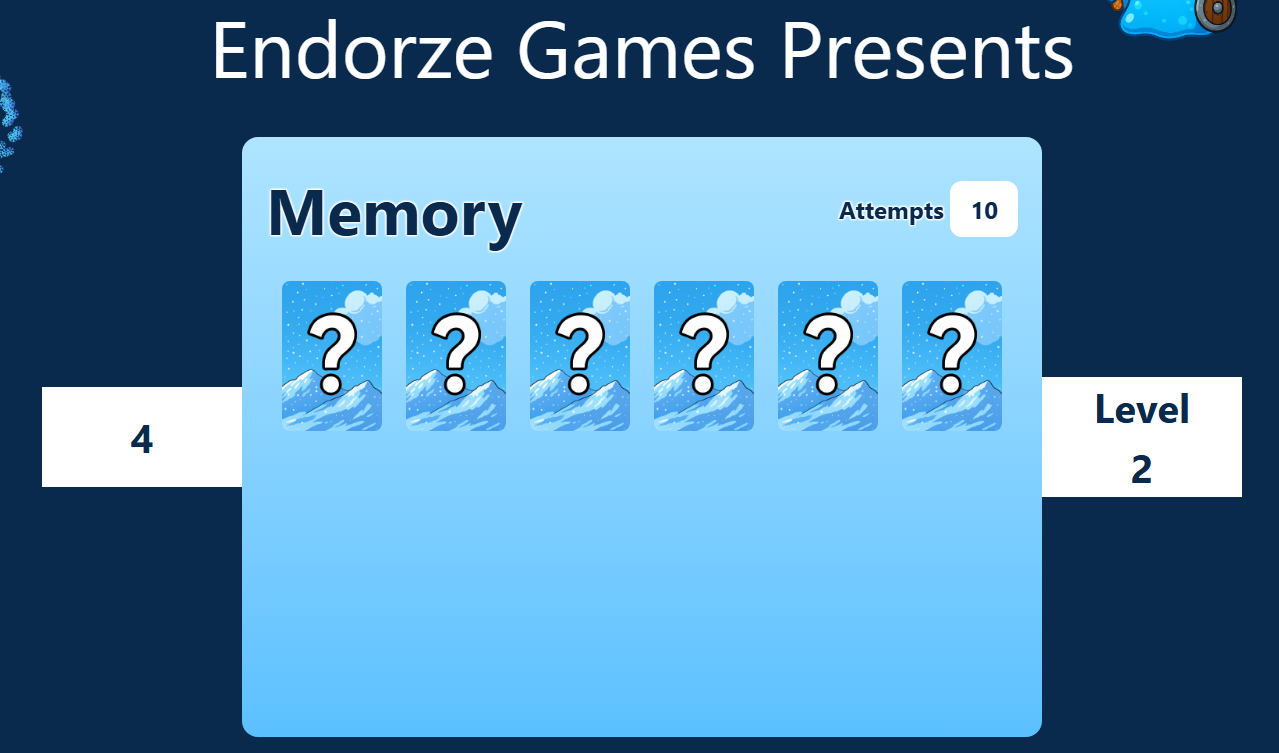 Endorze Games Presents
Memory
Attempts 10
? ? ? ? ? ?
4
Level
2